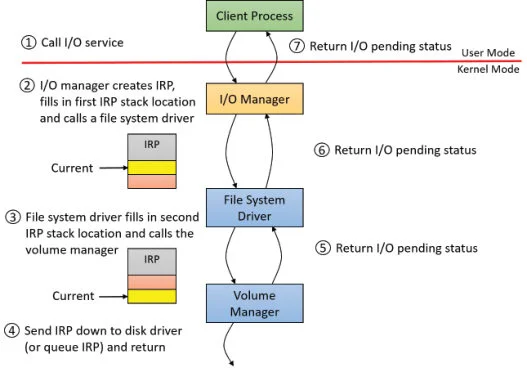 Client Process
① Call I/O service
⑦ Return I/O pending status
User Mode
Kernel Mode
② I/O manager creates IRP,
fills in first IRP stack location
and calls a file system driver
I/O Manager
IRP
Current
⑥ Return I/O pending status
File System
Driver
③ File system driver fills in second
IRP stack location and calls the
volume manager
IRP
Current
⑤ Return I/O pending status
Volume
Manager
④ Send IRP down to disk driver
(or queue IRP) and return